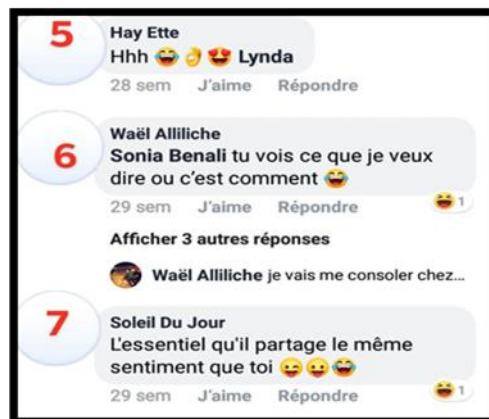 5
Hay Ette
Hhh 😂👌😍 Lynda
28 sem J'aime Répondre
6
Waël Alliliche
Sonia Benali tu vois ce que je veux
dire ou c'est comment 😂
29 sem J'aime Répondre 😆 1
Afficher 3 autres réponses
Waël Alliliche je vais me consoler chez...
7
Soleil Du Jour
L'essentiel qu'il partage le même
sentiment que toi 😜😛😂
29 sem J'aime Répondre 😆 1